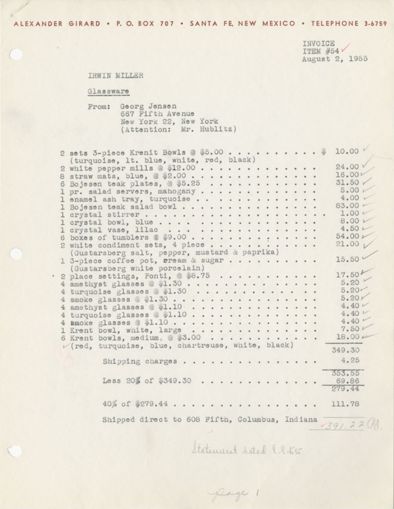 ALEXANDER GIRARD • P. O. BOX 707 • SANTA FE, NEW MEXICO • TELEPHONE 3-6759
INVOICE
ITEM #54
August 2, 1955
IRWIN MILLER
Glassware
From: Georg Jensen
667 Fifth Avenue
New York 22, New York
(Attention: Mr. Hublitz)
2 sets 3-piece Krenit Bowls @ $5.00 . . . . . . . . . . . . . . . $ 10.00
(turquoise, lt. blue, white, red, black)
2 white pepper mills @ $12.00 . . . . . . . . . . . . . . . 24.00
8 straw mats, blue, @ $2.00 . . . . . . . . . . . . . . . 16.00
6 Bojesen teak plates, @ $5.25 . . . . . . . . . . . . . . . 31.50
1 pr. salad servers, mahogany . . . . . . . . . . . . . . . 5.00
1 enamel ash tray, turquoise . . . . . . . . . . . . . . . 4.00
1 Bojesen teak salad bowl . . . . . . . . . . . . . . . 63.00
1 crystal stirrer . . . . . . . . . . . . . . . 1.00
1 crystal bowl, blue . . . . . . . . . . . . . . . 8.00
1 crystal vase, lilac . . . . . . . . . . . . . . . 4.50
6 boxes of tumblers @ $9.00 . . . . . . . . . . . . . . . 54.00
2 white condiment sets, 4 piece . . . . . . . . . . . . . . . 21.00
(Gustarsberg salt, pepper, mustard & paprika)
1 3-piece coffee pot, cream & sugar . . . . . . . . . . . . . . . 15.50
(Gustarsberg white porcelain)
2 place settings, Ponti, @ $8.75 . . . . . . . . . . . . . . . 17.50
4 amethyst glasses @ $1.30 . . . . . . . . . . . . . . . 5.20
4 turquoise glasses @ $1.30 . . . . . . . . . . . . . . . 5.20
4 smoke glasses @ $1.30 . . . . . . . . . . . . . . . 5.20
4 amethyst glasses @ $1.10 . . . . . . . . . . . . . . . 4.40
4 turquoise glasses @ $1.10 . . . . . . . . . . . . . . . 4.40
4 smoke glasses @ $1.10 . . . . . . . . . . . . . . . 4.40
1 Krent bowl, white, large . . . . . . . . . . . . . . . 7.50
6 Krent bowls, medium, @ $3.00 . . . . . . . . . . . . . . . 18.00
(red, turquoise, blue, chartreuse, white, black)
349.30
Shipping charges . . . . . . . . . . . . . . . 4.25
353.55
Less 20% of $349.30 . . . . . . . . . . . . . . . 69.86
279.44
40% of $279.44 . . . . . . . . . . . . . . . 111.78
Shipped direct to 608 Fifth, Columbus, Indiana
391.22
Statement
page 1